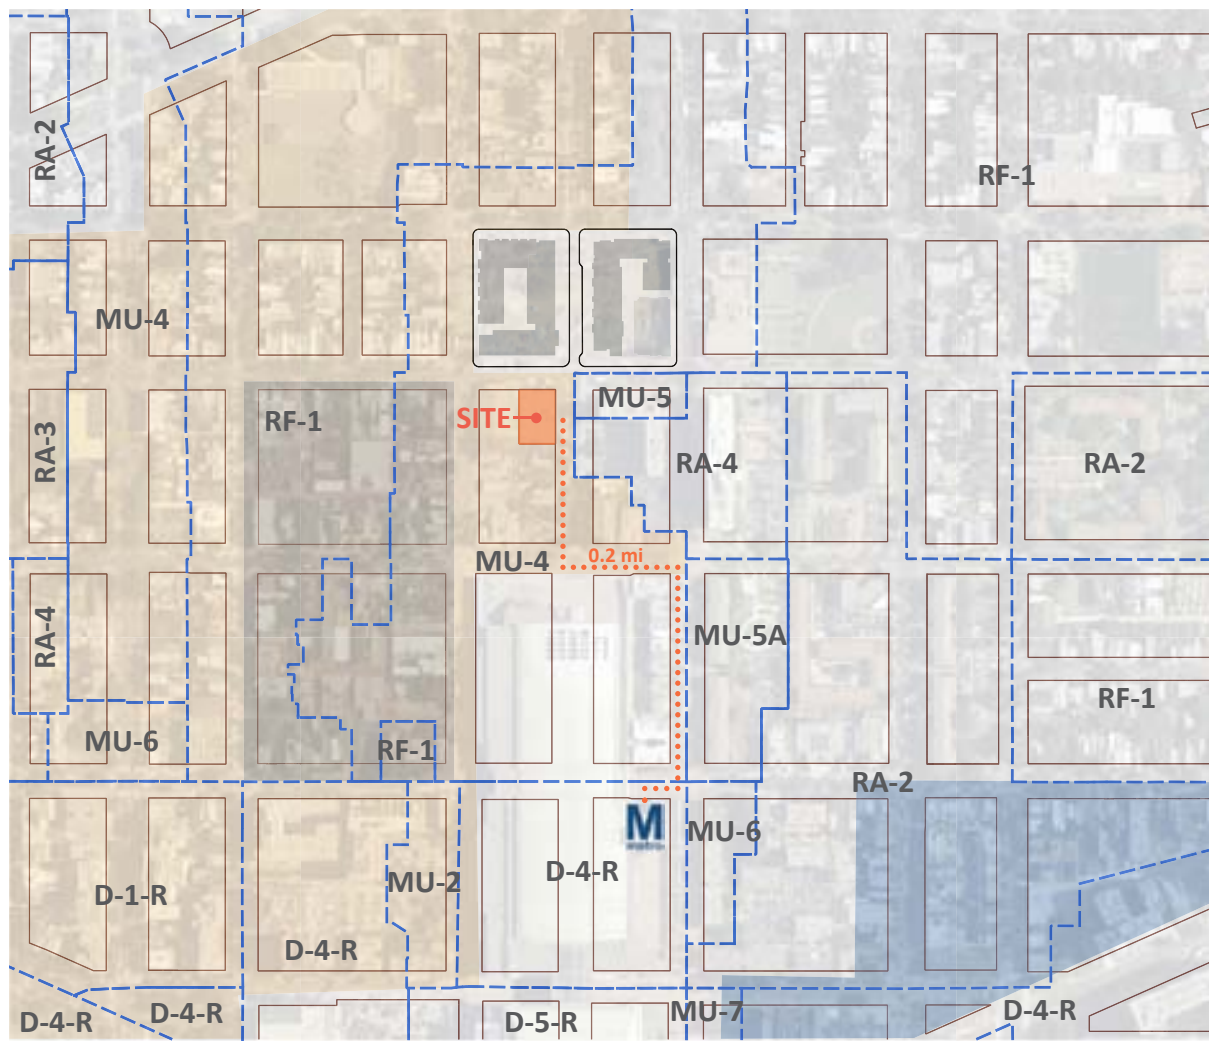 RA-2
RF-1
MU-4
MU-5
RF-1
SITE
RA-3
RA-4
RA-2
0.2 mi
MU-4
RA-4
MU-5A
RF-1
MU-6
RF-1
RA-2
M
metro
MU-6
D-4-R
MU-2
D-1-R
D-4-R
D-4-R
D-4-R
D-5-R
MU-7
D-4-R